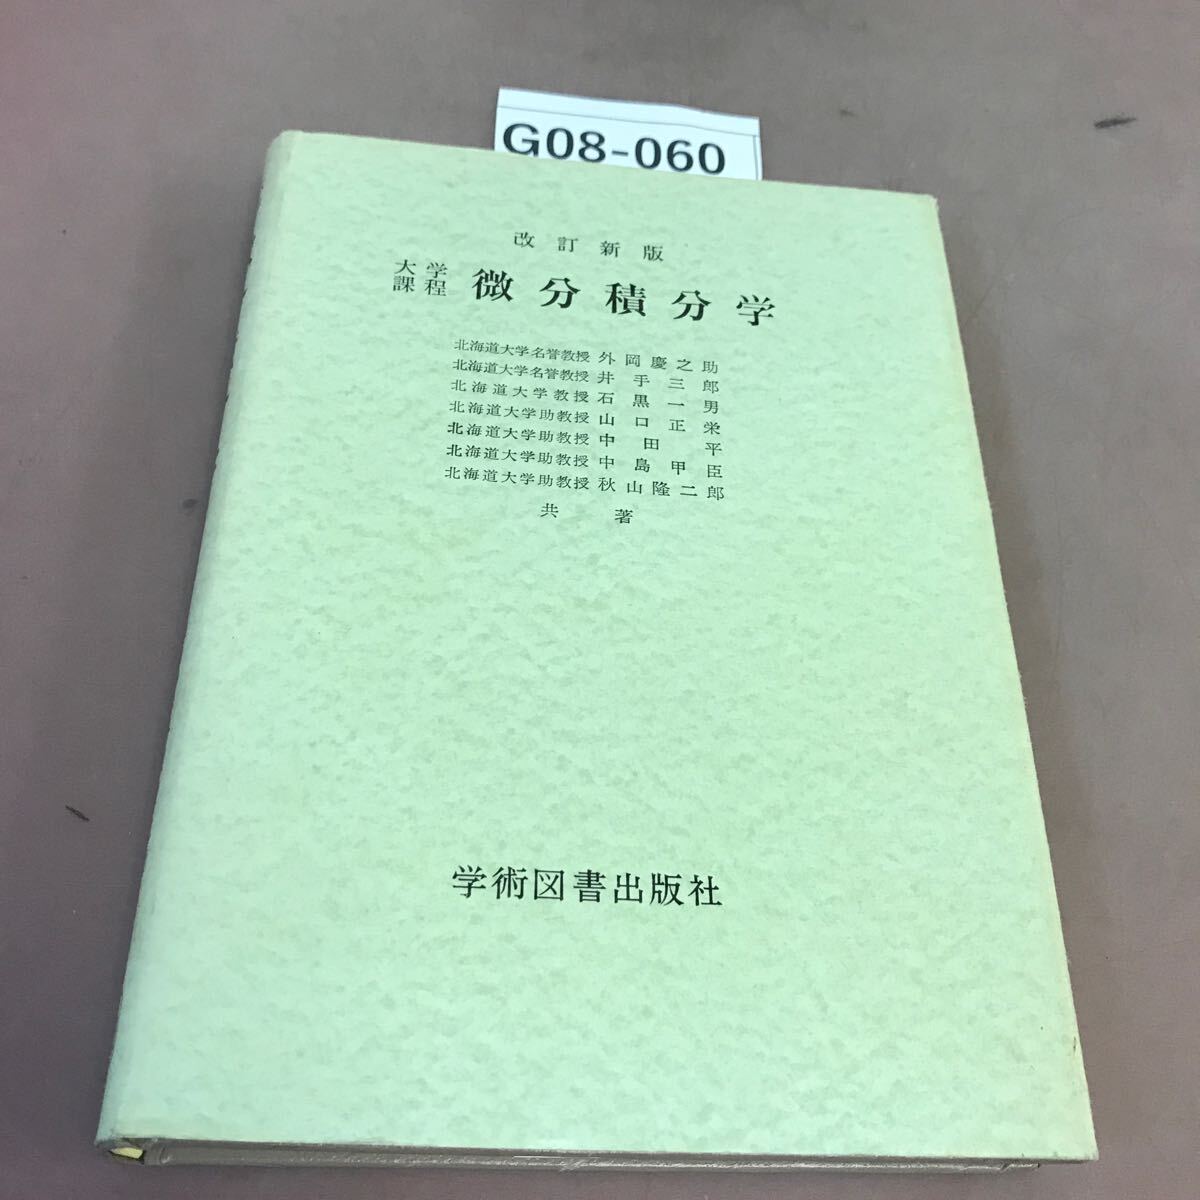 G08-060
改訂新版
大学課程 微分積分学
北海道大学名誉教授 外岡慶之助
北海道大学名誉教授 井手三郎
北海道大学教授 石黒一男
北海道大学助教授 山口正栄
北海道大学助教授 中田平
北海道大学助教授 中島甲臣
北海道大学助教授 秋山隆二郎
共著
学術図書出版社